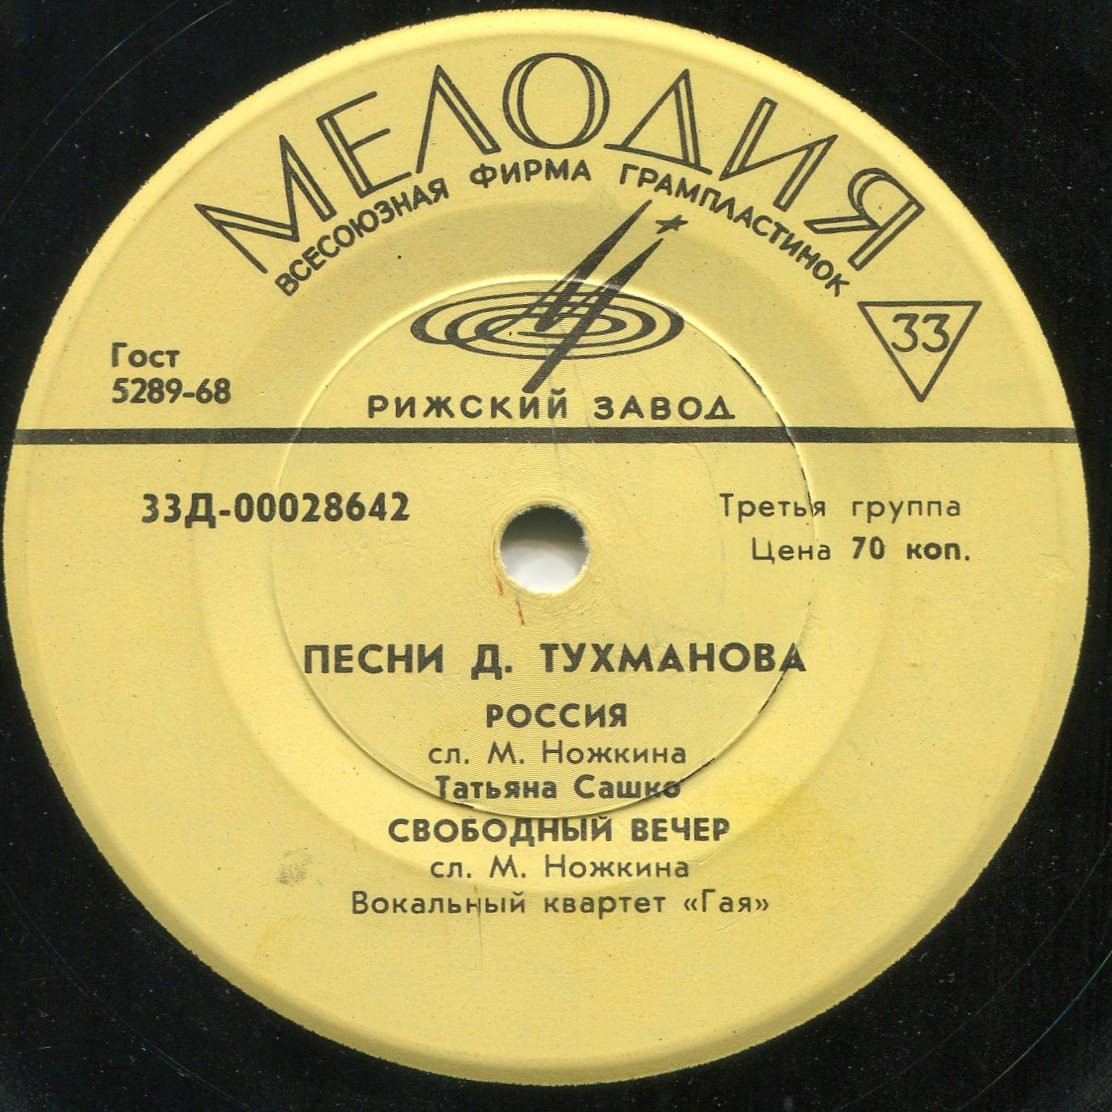 МЕЛОДИЯ
ВСЕСОЮЗНАЯ ФИРМА ГРАМПЛАСТИНОК
33
Гост
5289-68
РИЖСКИЙ ЗАВОД
33Д-00028642
Третья группа
Цена 70 коп.
ПЕСНИ Д. ТУХМАНОВА
РОССИЯ
сл. М. Ножкина
Татьяна Сашко
СВОБОДНЫЙ ВЕЧЕР
сл. М. Ножкина
Вокальный квартет «Гая»